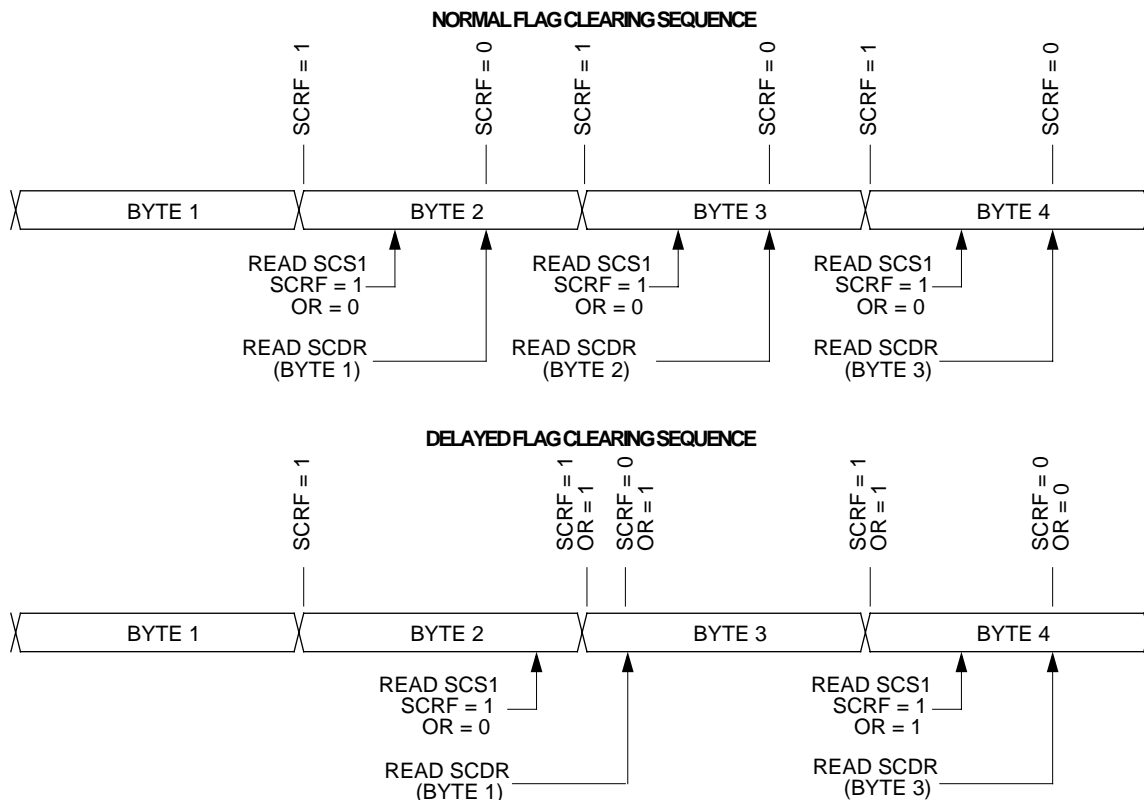 NORMAL FLAG CLEARING SEQUENCE
SCRF = 1
SCRF = 0
SCRF = 1
SCRF = 0
SCRF = 1
SCRF = 0
BYTE 1
BYTE 2
BYTE 3
BYTE 4
READ SCS1
SCRF = 1
OR = 0
READ SCS1
SCRF = 1
OR = 0
READ SCS1
SCRF = 1
OR = 0
READ SCDR
(BYTE 1)
READ SCDR
(BYTE 2)
READ SCDR
(BYTE 3)
DELAYED FLAG CLEARING SEQUENCE
SCRF = 1
SCRF = 1
OR = 1
SCRF = 0
OR = 1
SCRF = 1
OR = 1
SCRF = 0
OR = 0
BYTE 1
BYTE 2
BYTE 3
BYTE 4
READ SCS1
SCRF = 1
OR = 0
READ SCS1
SCRF = 1
OR = 1
READ SCDR
(BYTE 1)
READ SCDR
(BYTE 3)